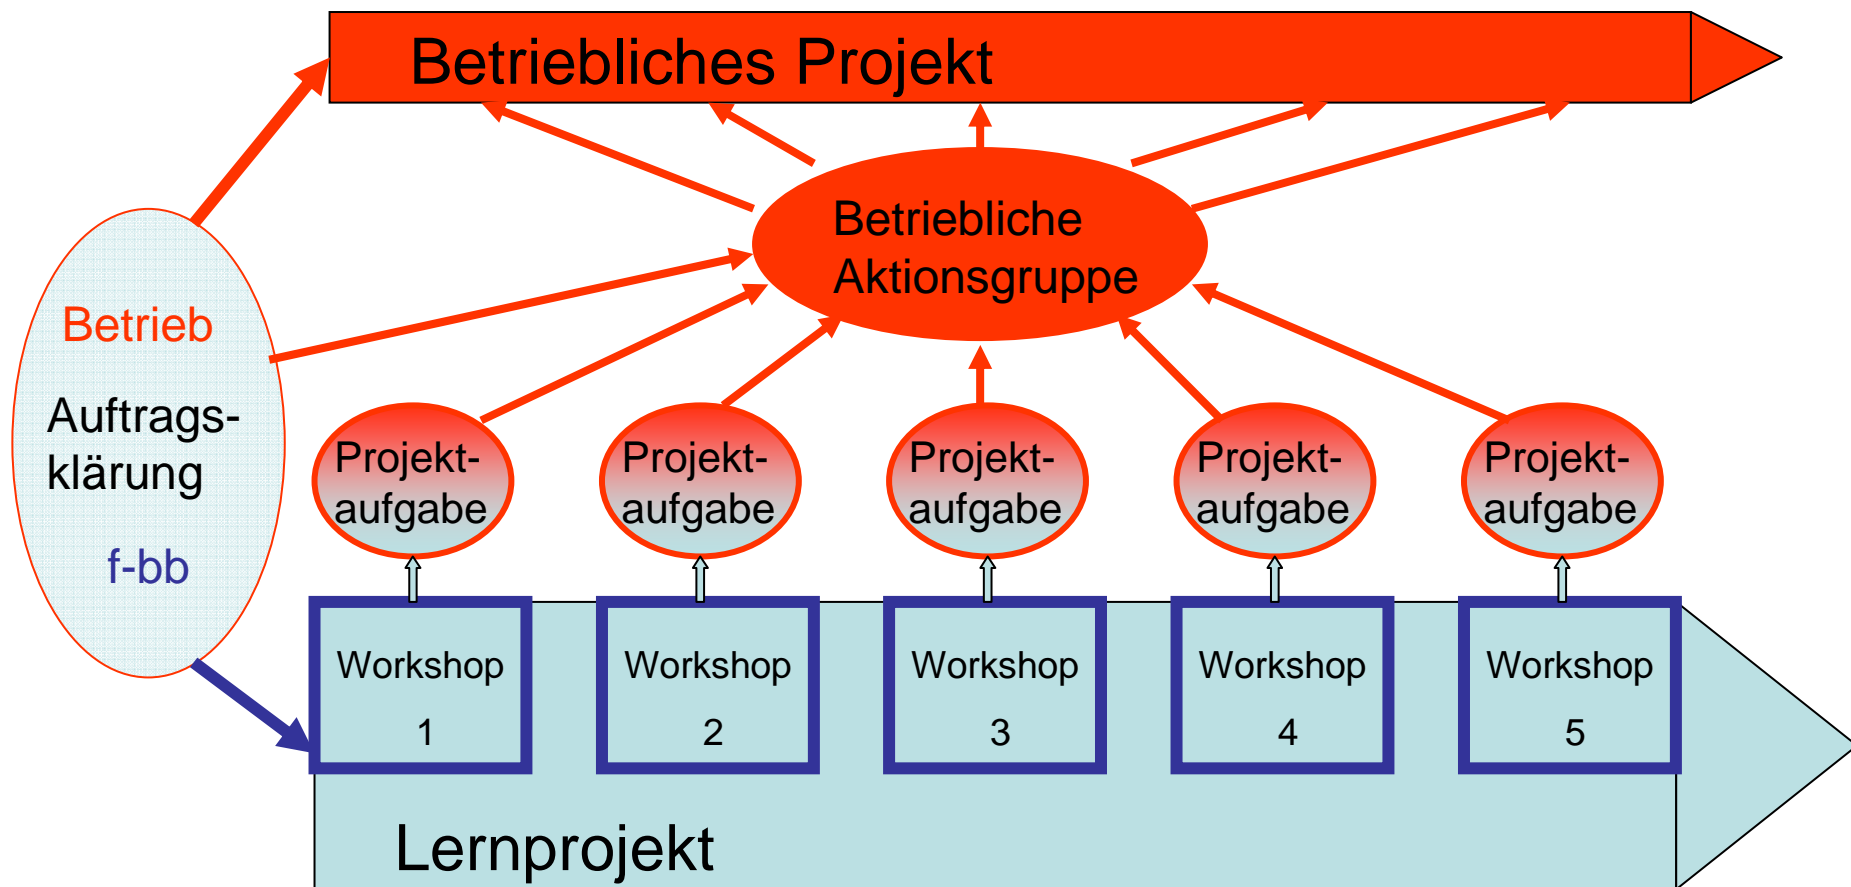 Betriebliches Projekt
Betriebliche
Aktionsgruppe
Betrieb
Auftrags-
klärung
f-bb
Projekt-
aufgabe
Projekt-
aufgabe
Projekt-
aufgabe
Projekt-
aufgabe
Projekt-
aufgabe
Workshop
1
Workshop
2
Workshop
3
Workshop
4
Workshop
5
Lernprojekt